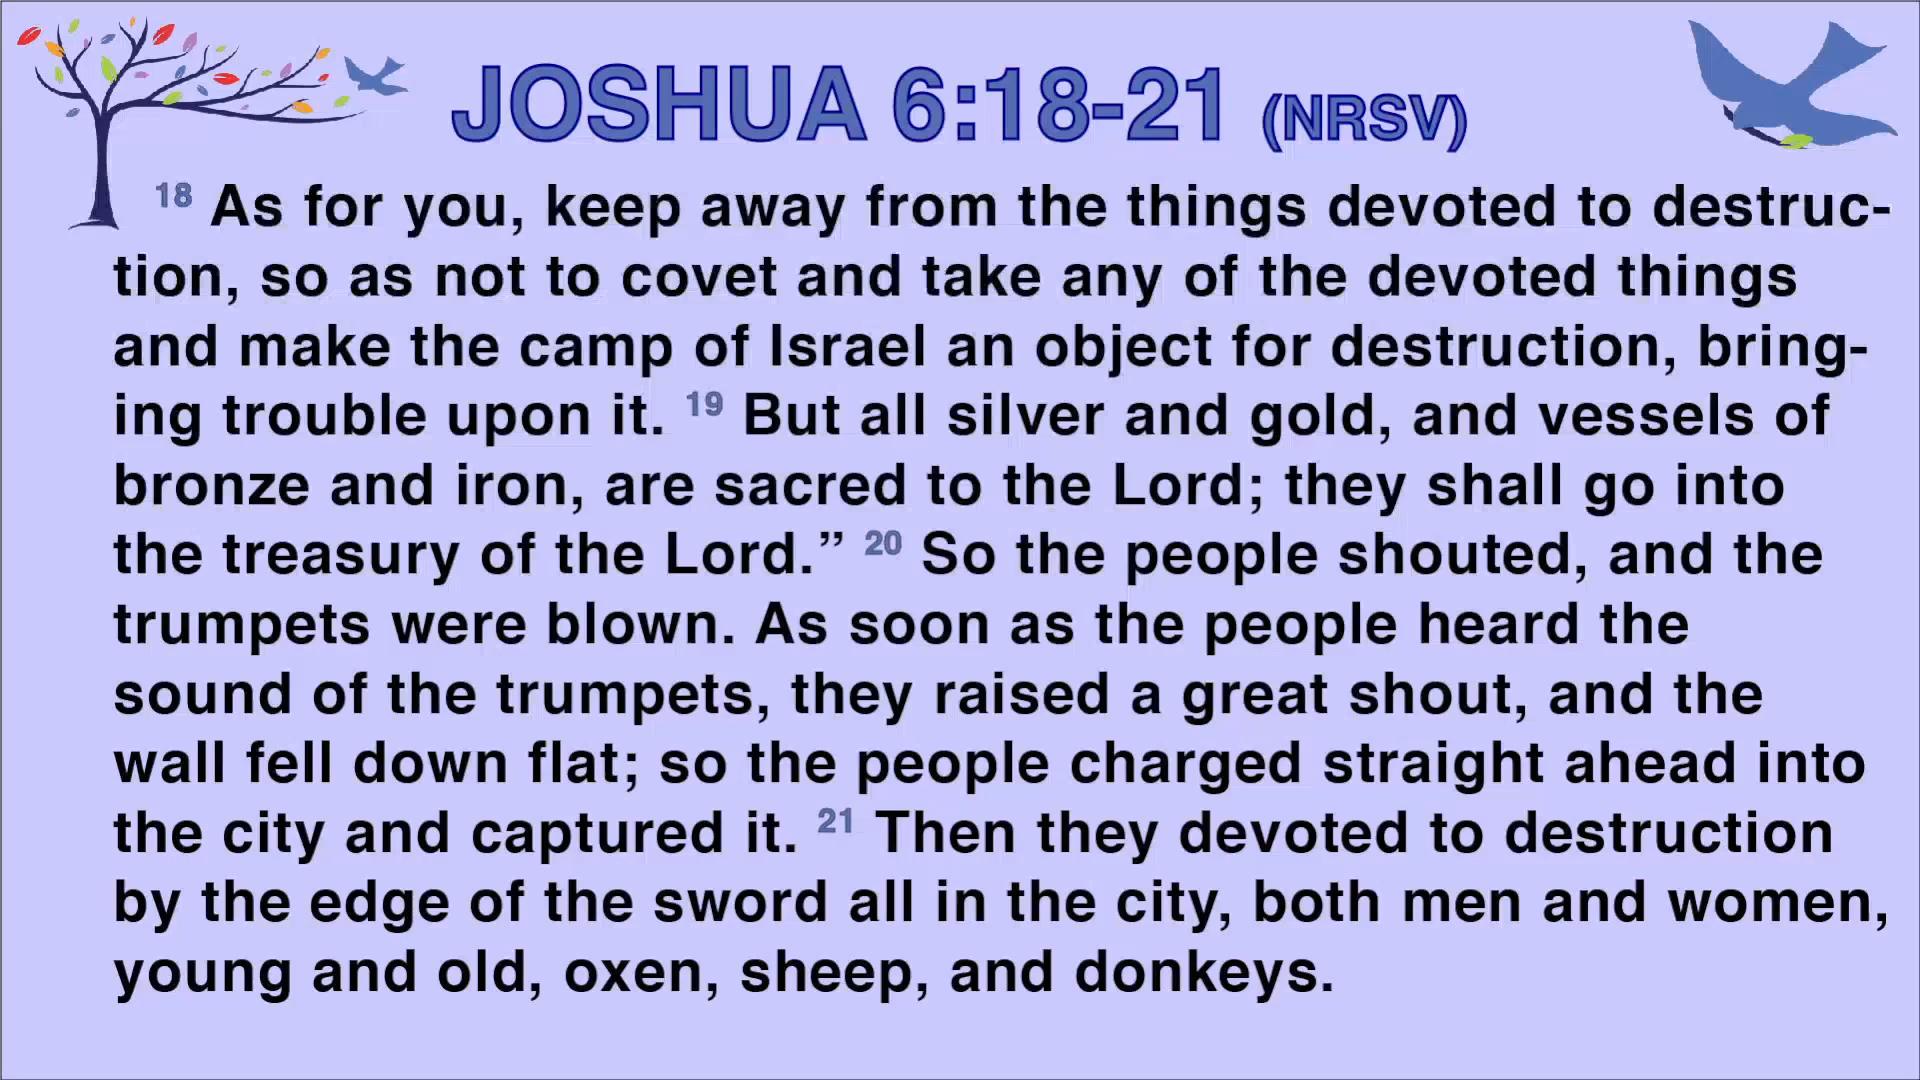 JOSHUA 6:18-21 (NRSV)
18 As for you, keep away from the things devoted to destruc-
tion, so as not to covet and take any of the devoted things
and make the camp of Israel an object for destruction, bring-
ing trouble upon it. 19 But all silver and gold, and vessels of
bronze and iron, are sacred to the Lord; they shall go into
the treasury of the Lord.” 20 So the people shouted, and the
trumpets were blown. As soon as the people heard the
sound of the trumpets, they raised a great shout, and the
wall fell down flat; so the people charged straight ahead into
the city and captured it. 21 Then they devoted to destruction
by the edge of the sword all in the city, both men and women,
young and old, oxen, sheep, and donkeys.